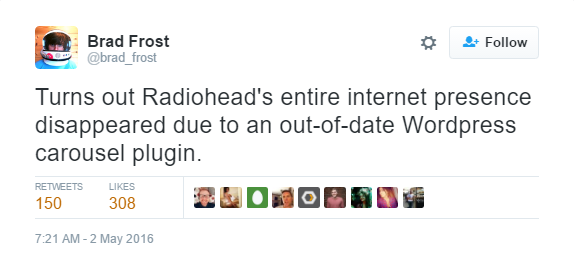 Brad Frost
@brad_frost
Follow
Turns out Radiohead's entire internet presence
disappeared due to an out-of-date Wordpress
carousel plugin.
RETWEETS LIKES
150 308
7:21 AM - 2 May 2016